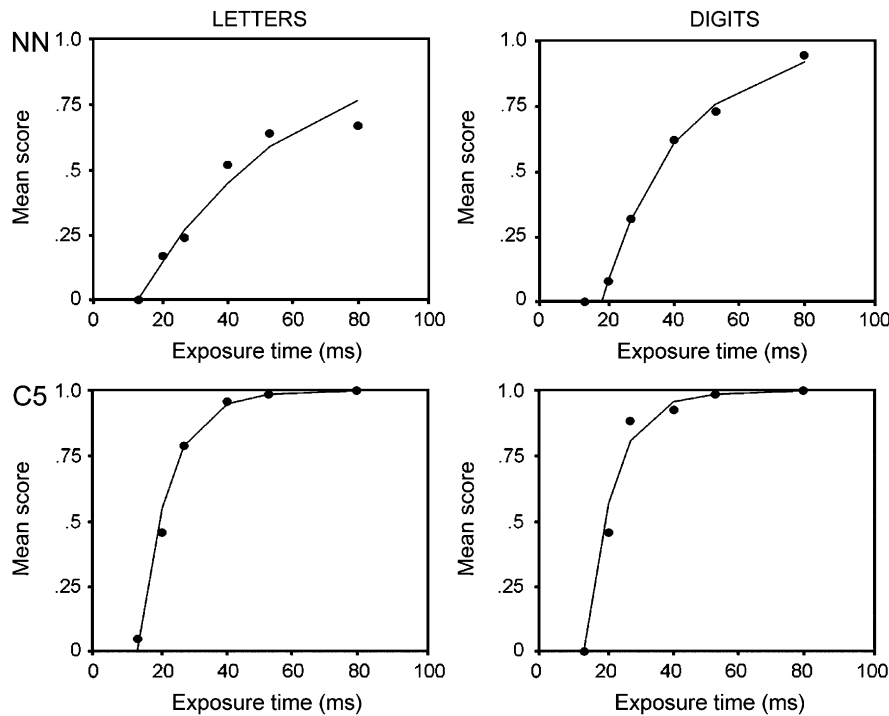 LETTERS DIGITS
NN
1.0 1.0
.75 .75
Mean score Mean score
.5 .5
.25 .25
0 0
0 20 40 60 80 100 0 20 40 60 80 100
Exposure time (ms) Exposure time (ms)
C5
1.0 1.0
.75 .75
Mean score Mean score
.5 .5
.25 .25
0 0
0 20 40 60 80 100 0 20 40 60 80 100
Exposure time (ms) Exposure time (ms)